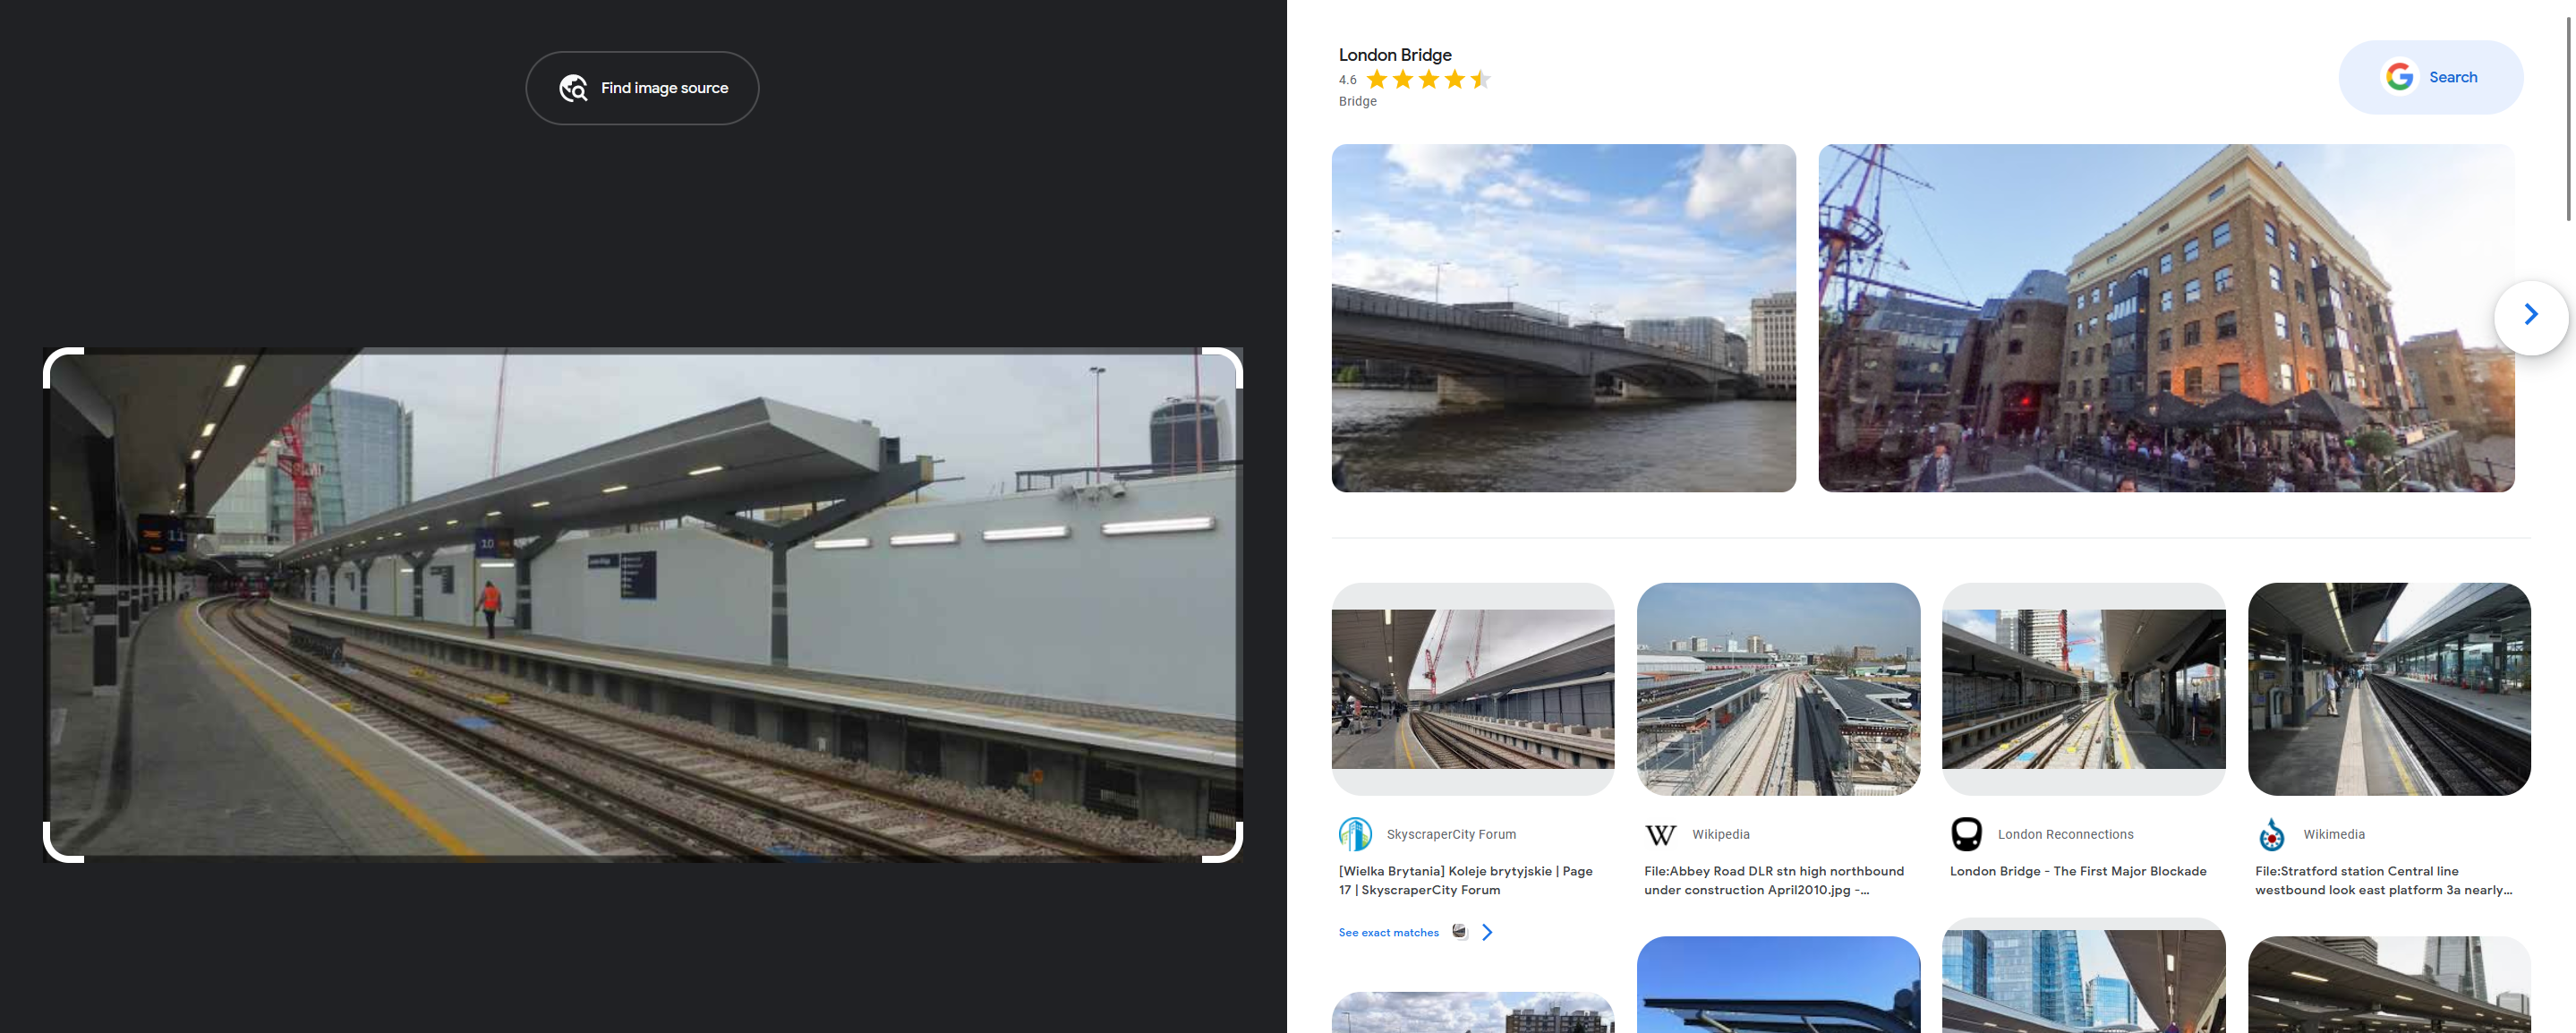 Find image source
London Bridge
4.6
Bridge
Search
11
10
SkyscraperCity Forum
[Wielka Brytania] Koleje brytyjskie | Page
17 | SkyscraperCity Forum
See exact matches
W
Wikipedia
File:Abbey Road DLR stn high northbound
under construction April2010.jpg -...
London Reconnections
London Bridge - The First Major Blockade
Wikimedia
File:Stratford station Central line
westbound look east platform 3a nearly...